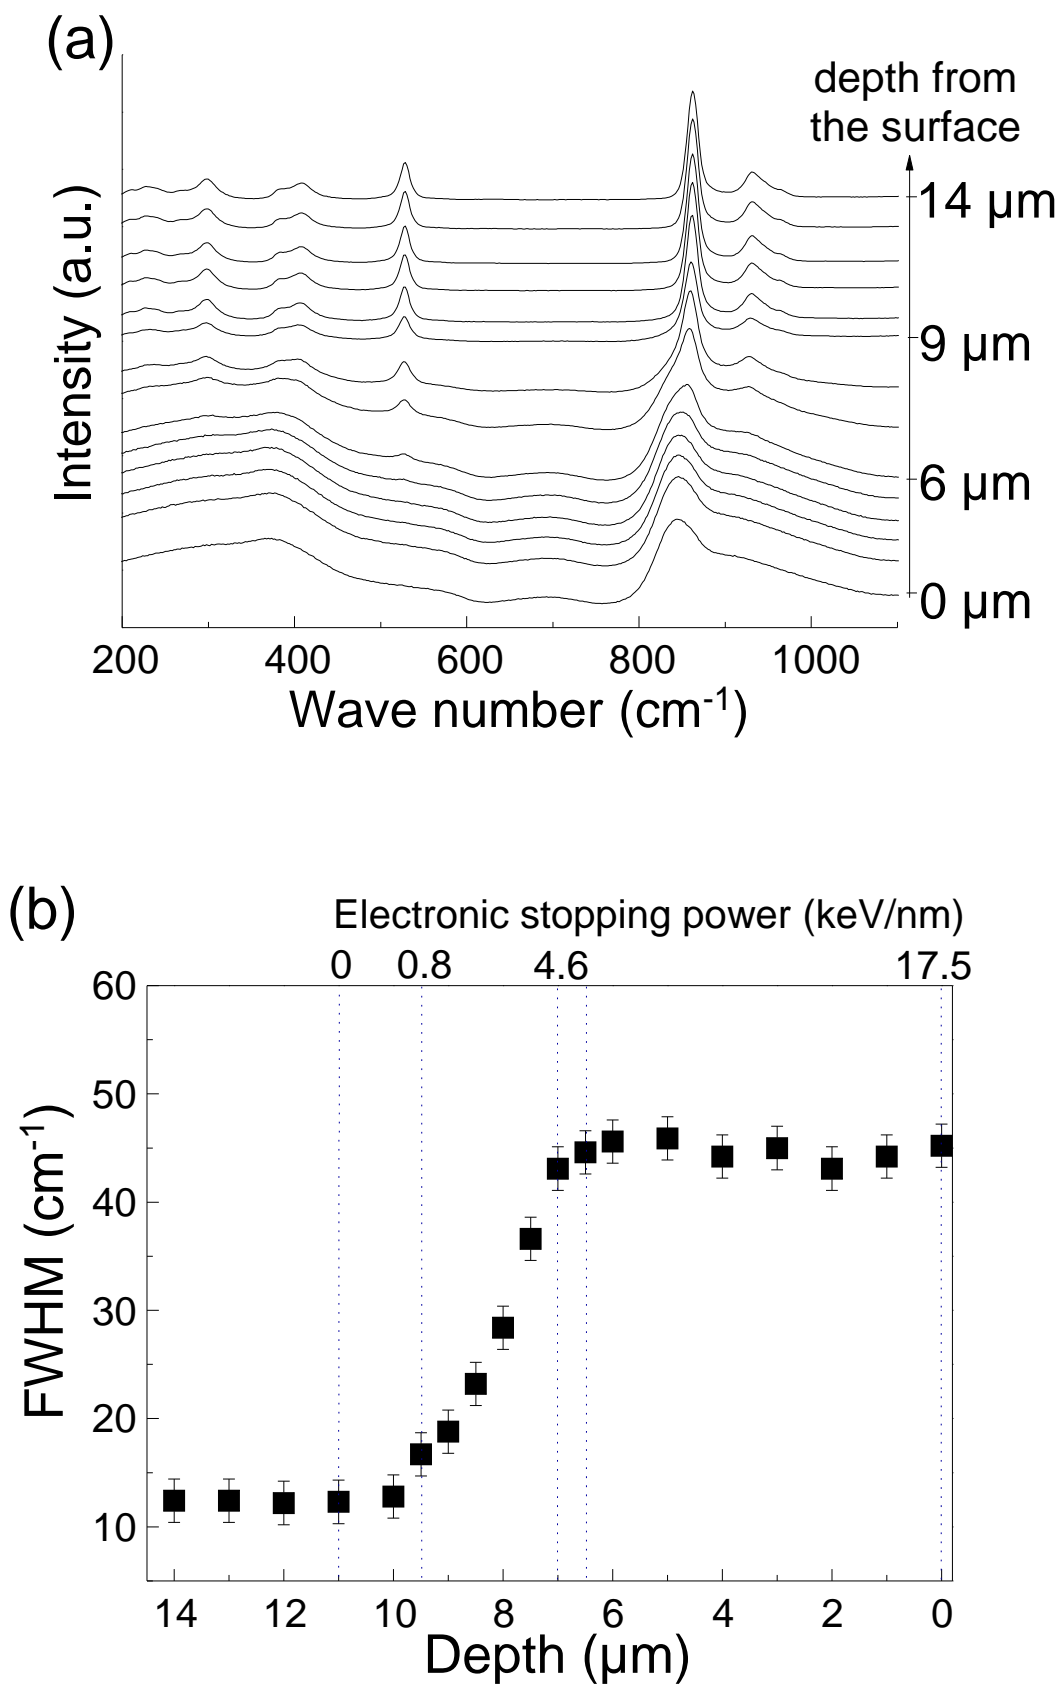 (a)
depth from
the surface
14 µm
9 µm
6 µm
0 µm
Intensity (a.u.)
200 400 600 800 1000
Wave number (cm-1)
(b)
Electronic stopping power (keV/nm)
0 0.8 4.6 17.5
60
50
40
30
20
10
FWHM (cm-1)
14 12 10 8 6 4 2 0
Depth (µm)